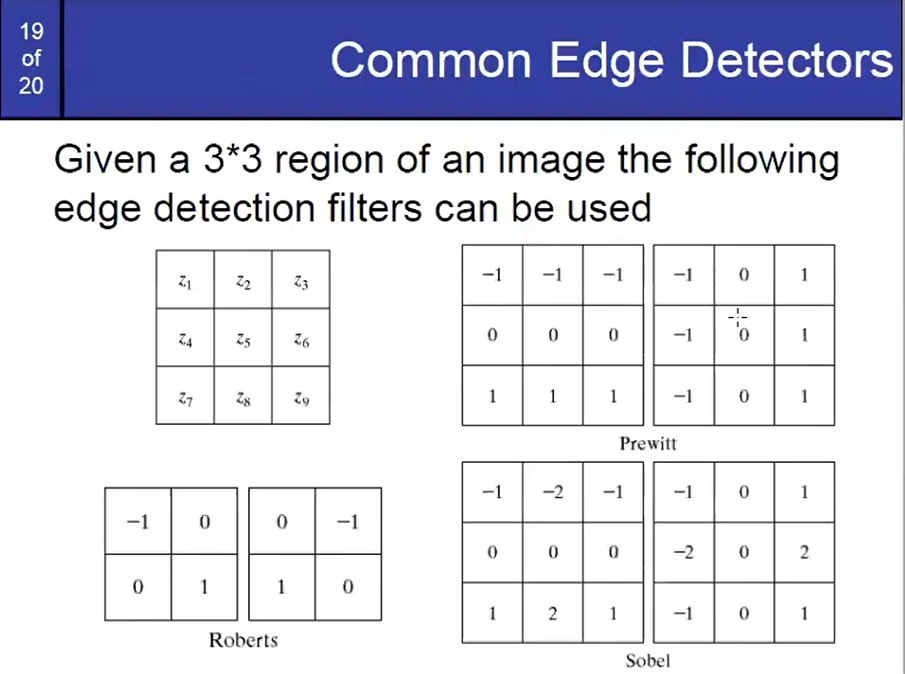 19
of
20
Common Edge Detectors
Given a 3*3 region of an image the following
edge detection filters can be used
z₁ z₂ z₃
z₄ z₅ z₆
z₇ z₈ z₉
−1 −1 −1 −1 0 1
0 0 0 −1 0 1
1 1 1 −1 0 1
Prewitt
−1 0 0 −1
0 1 1 0
Roberts
−1 −2 −1 −1 0 1
0 0 0 −2 0 2
1 2 1 −1 0 1
Sobel